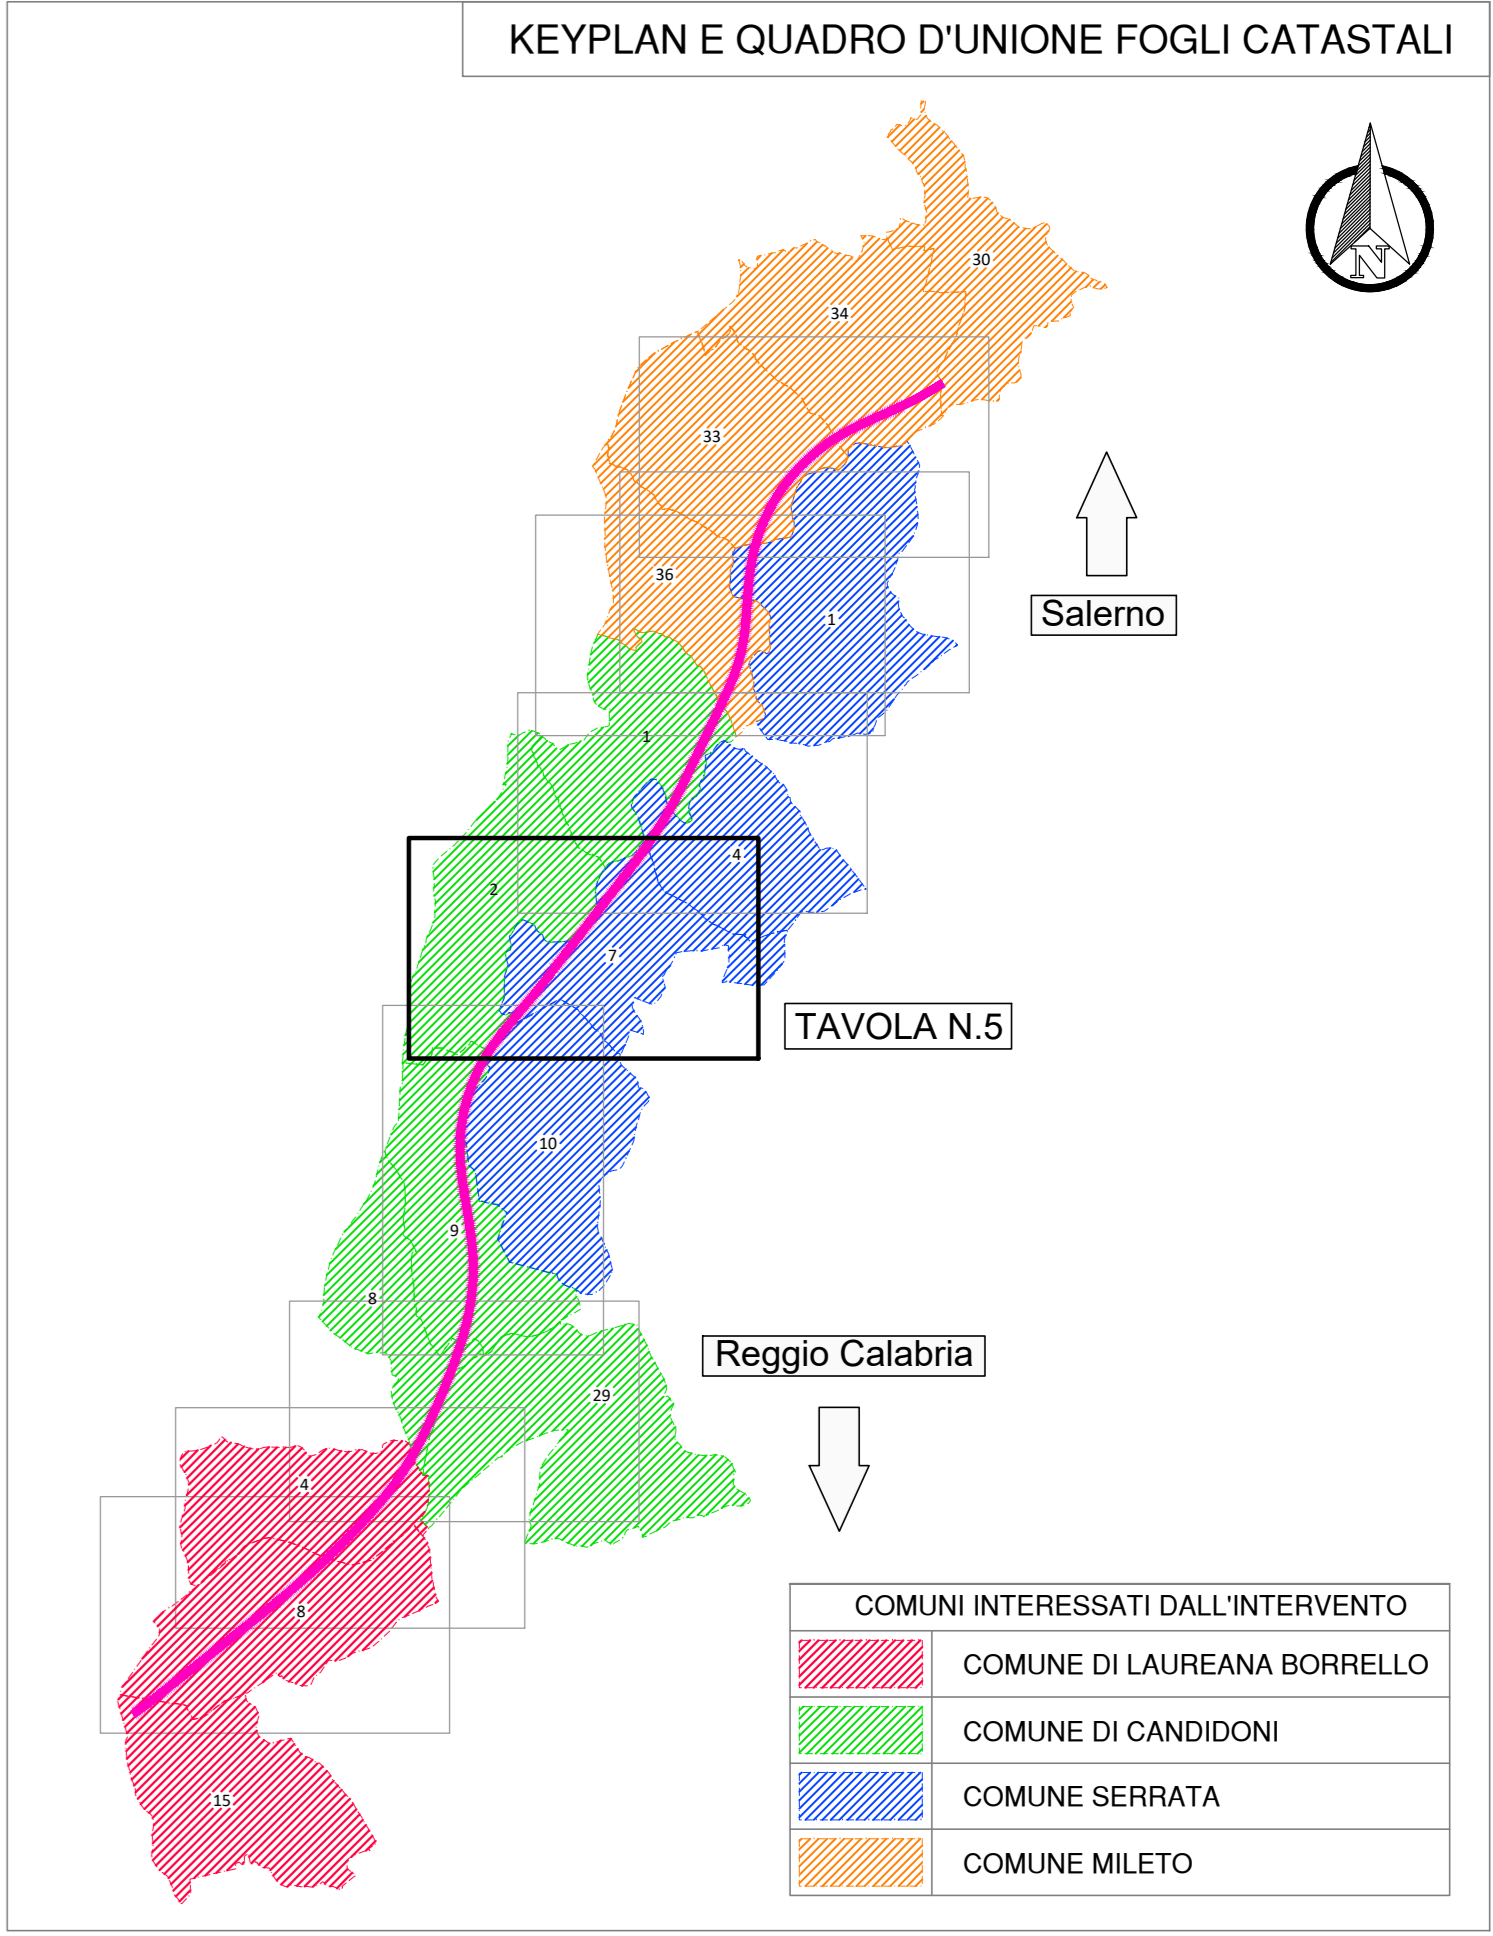 KEYPLAN E QUADRO D'UNIONE FOGLI CATASTALI
N
30
34
33
36
1
Salerno
1
4
2
7
TAVOLA N.5
10
9
8
Reggio Calabria
29
4
8
15
COMUNI INTERESSATI DALL'INTERVENTO
COMUNE DI LAUREANA BORRELLO
COMUNE DI CANDIDONI
COMUNE SERRATA
COMUNE MILETO